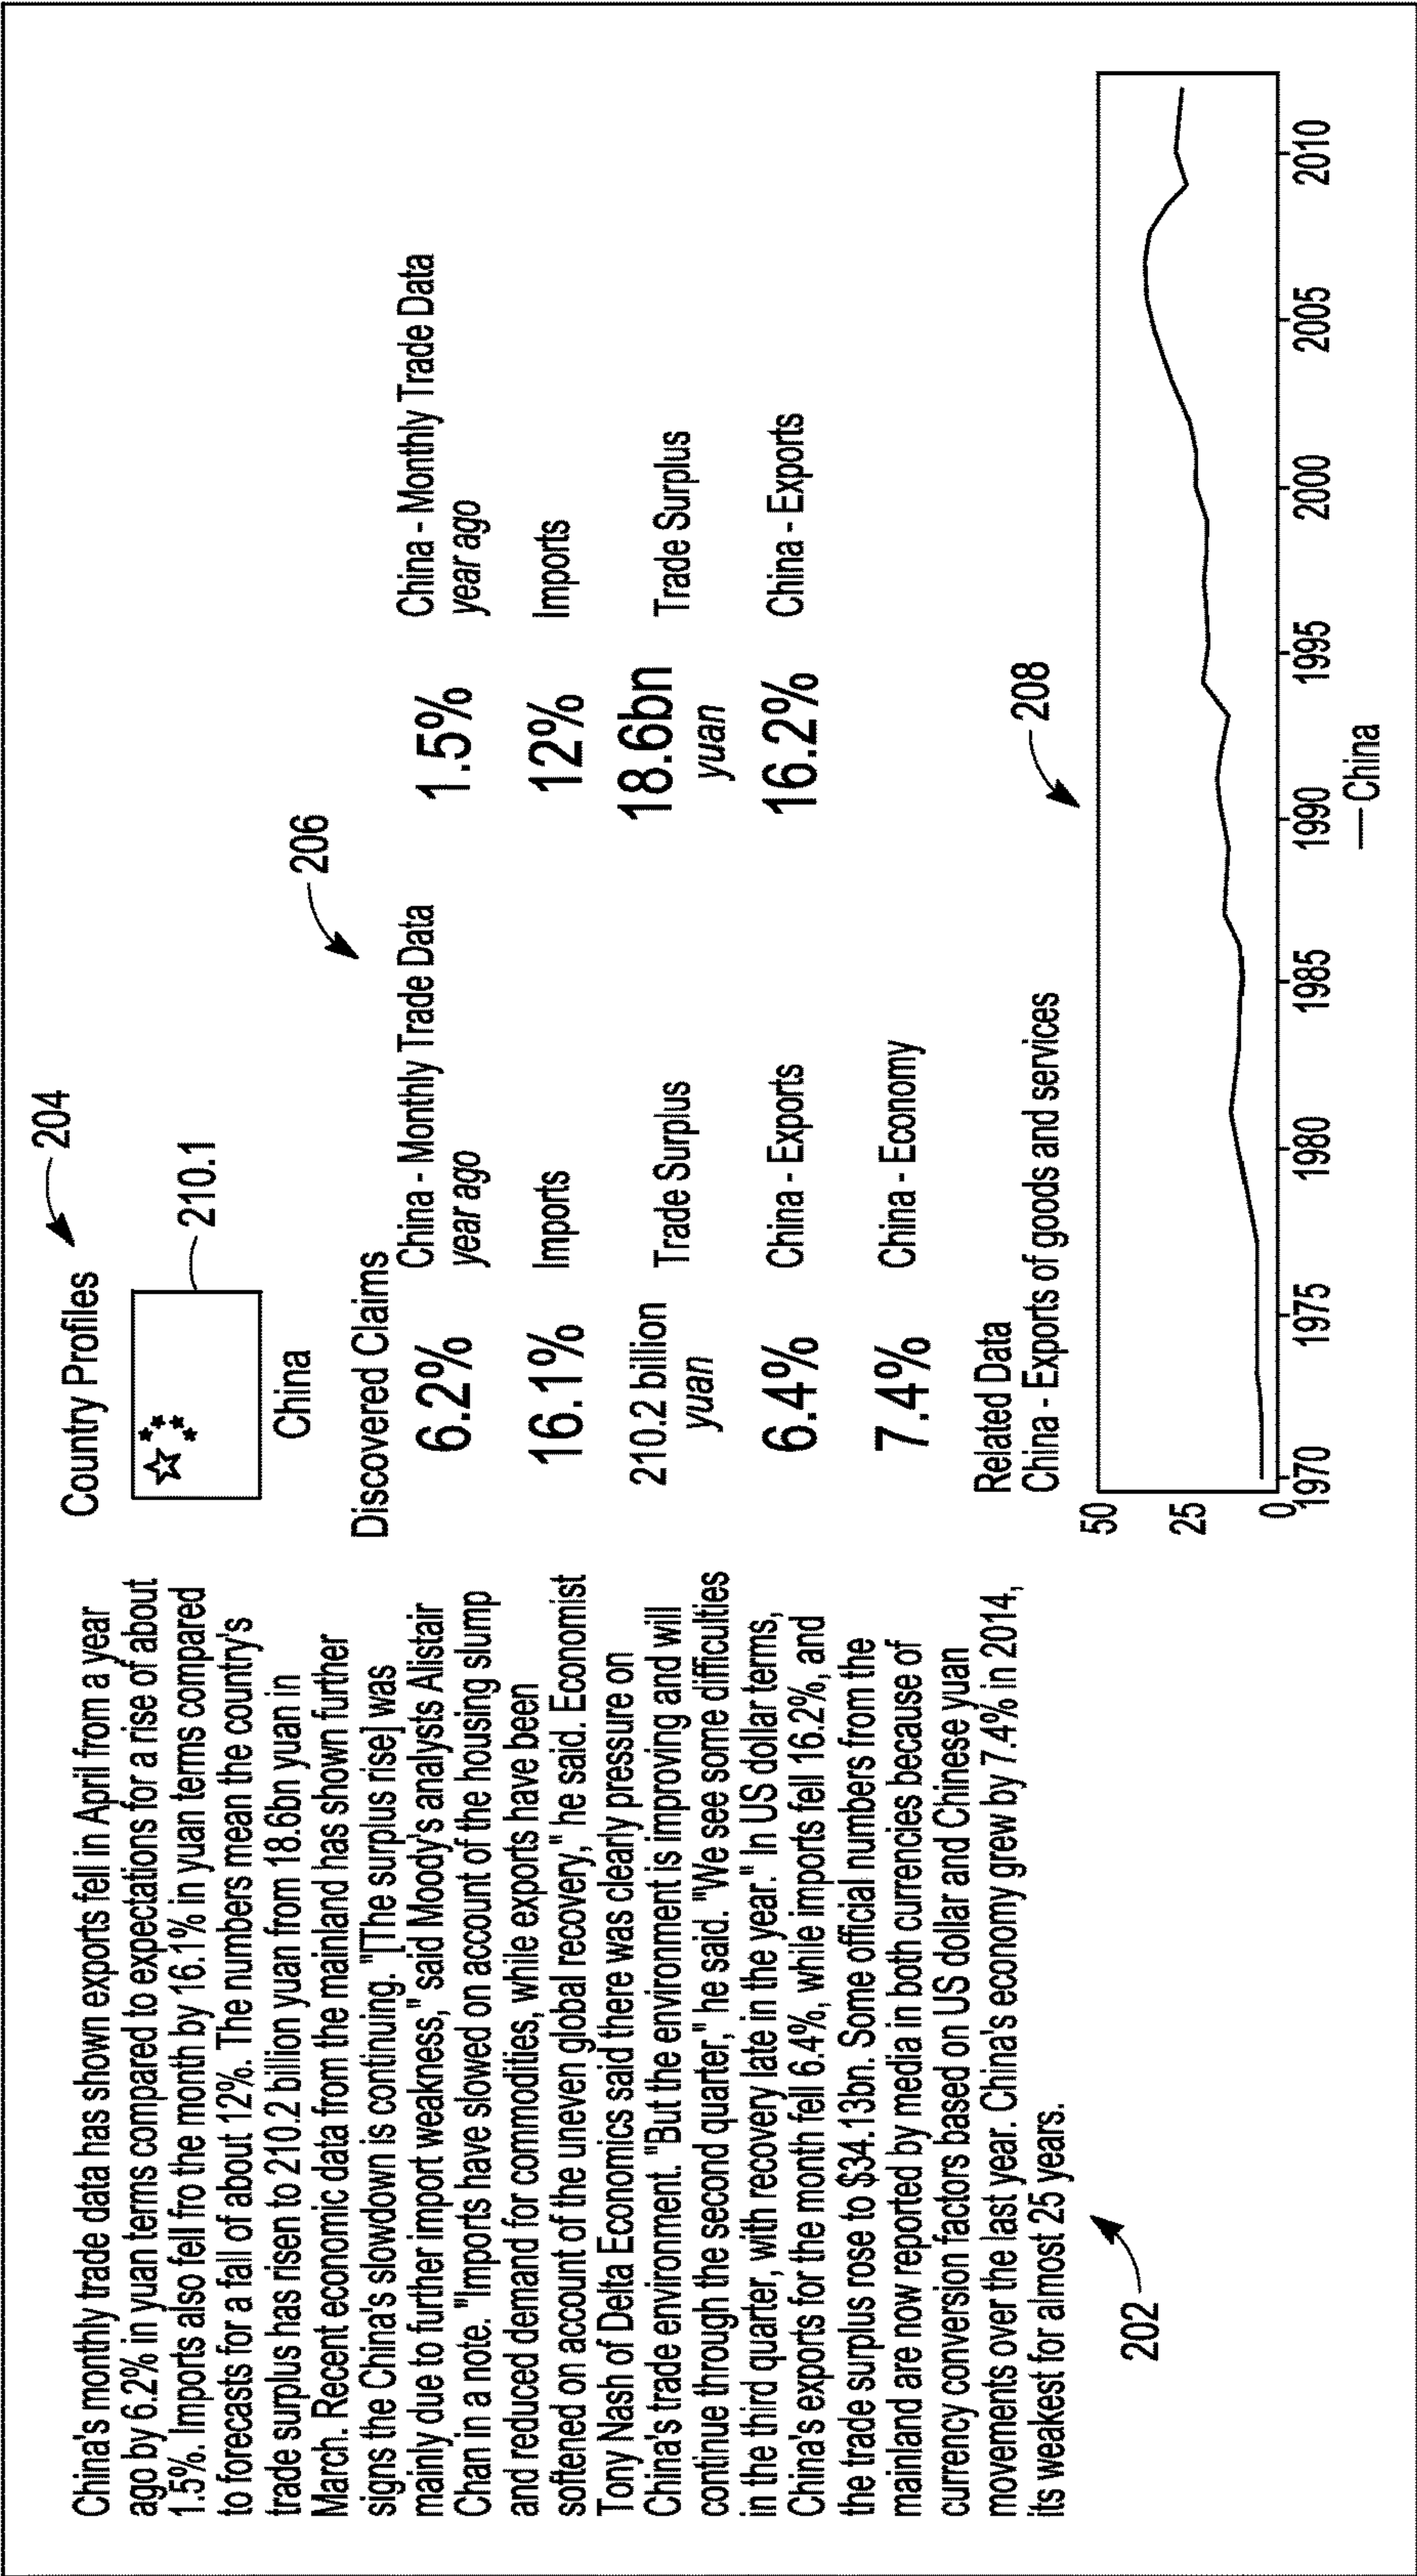 China's monthly trade data has shown exports fell in April from a year
ago by 6.2% in yuan terms compared to expectations for a rise of about
1.5%. Imports also fell fro the month by 16.1% in yuan terms compared
to forecasts for a fall of about 12%. The numbers mean the country's
trade surplus has risen to 210.2 billion yuan from 18.6bn yuan in
March. Recent economic data from the mainland has shown further
signs the China's slowdown is continuing. "[The surplus rise] was
mainly due to further import weakness," said Moody's analysts Alistair
Chan in a note. "Imports have slowed on account of the housing slump
and reduced demand for commodities, while exports have been
softened on account of the uneven global recovery," he said. Economist
Tony Nash of Delta Economics said there was clearly pressure on
China's trade environment. "But the environment is improving and will
continue through the second quarter," he said. "We see some difficulties
in the third quarter, with recovery late in the year." In US dollar terms,
China's exports for the month fell 6.4%, while imports fell 16.2%, and
the trade surplus rose to $34.13bn. Some official numbers from the
mainland are now reported by media in both currencies because of
currency conversion factors based on US dollar and Chinese yuan
movements over the last year. China's economy grew by 7.4% in 2014,
its weakest for almost 25 years.
202
Country Profiles
204
210.1
China
Discovered Claims
206
6.2% China - Monthly Trade Data 1.5% China - Monthly Trade Data
year ago year ago
16.1% Imports 12% Imports
210.2 billion Trade Surplus 18.6bn Trade Surplus
yuan yuan
6.4% China - Exports 16.2% China - Exports
7.4% China - Economy
Related Data
China - Exports of goods and services
208
50
25
0
1970 1975 1980 1985 1990 1995 2000 2005 2010
China